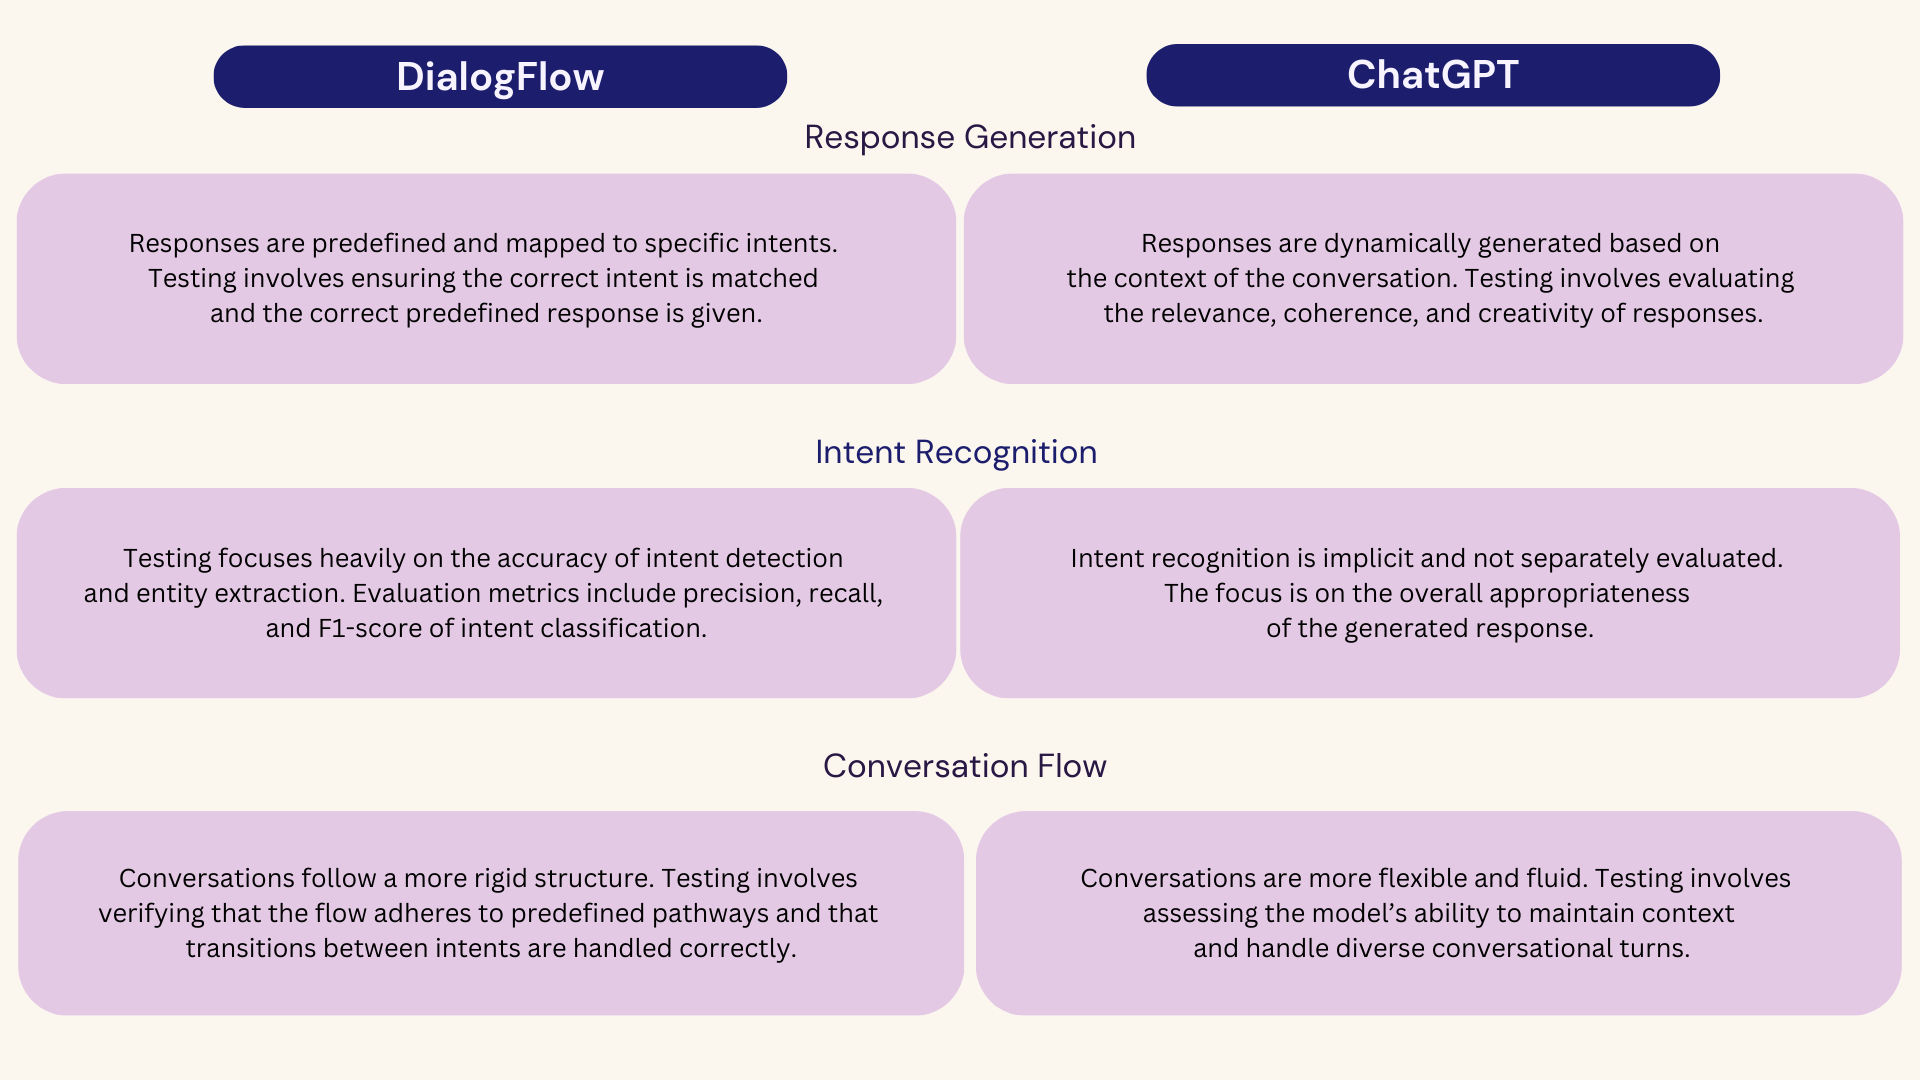 DialogFlow
ChatGPT
Response Generation
Responses are predefined and mapped to specific intents.
Testing involves ensuring the correct intent is matched
and the correct predefined response is given.
Responses are dynamically generated based on
the context of the conversation. Testing involves evaluating
the relevance, coherence, and creativity of responses.
Intent Recognition
Testing focuses heavily on the accuracy of intent detection
and entity extraction. Evaluation metrics include precision, recall,
and F1-score of intent classification.
Intent recognition is implicit and not separately evaluated.
The focus is on the overall appropriateness
of the generated response.
Conversation Flow
Conversations follow a more rigid structure. Testing involves
verifying that the flow adheres to predefined pathways and that
transitions between intents are handled correctly.
Conversations are more flexible and fluid. Testing involves
assessing the model’s ability to maintain context
and handle diverse conversational turns.